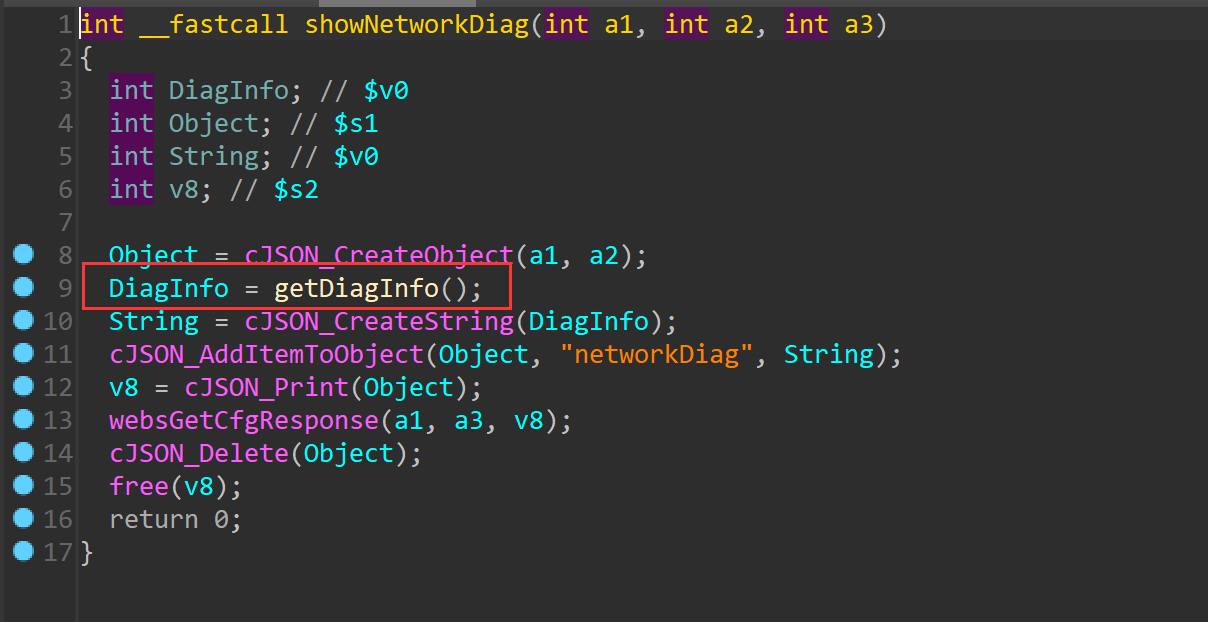 1 int __fastcall showNetworkDiag(int a1, int a2, int a3)
2 {
3   int DiagInfo; // $v0
4   int Object; // $s1
5   int String; // $v0
6   int v8; // $s2
7
8   Object = cJSON_CreateObject(a1, a2);
9   DiagInfo = getDiagInfo();
10   String = cJSON_CreateString(DiagInfo);
11   cJSON_AddItemToObject(Object, "networkDiag", String);
12   v8 = cJSON_Print(Object);
13   websGetCfgResponse(a1, a3, v8);
14   cJSON_Delete(Object);
15   free(v8);
16   return 0;
17 }